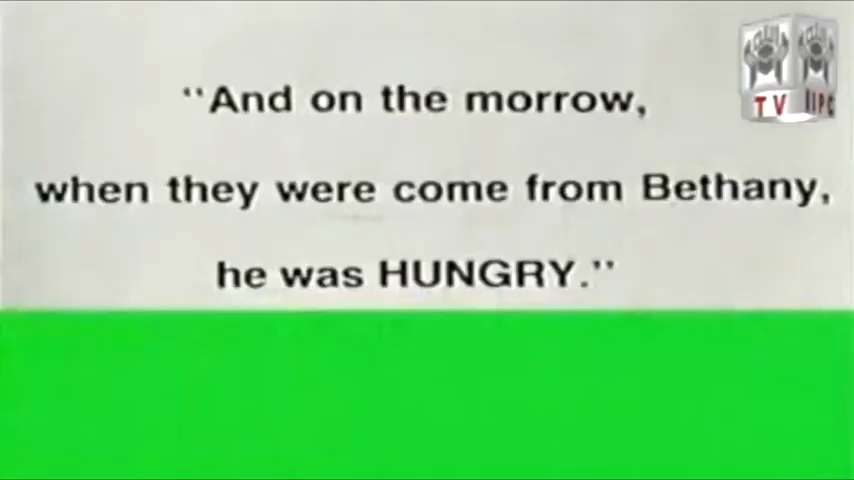 "And on the morrow,
when they were come from Bethany,
he was HUNGRY."
TV IIPC